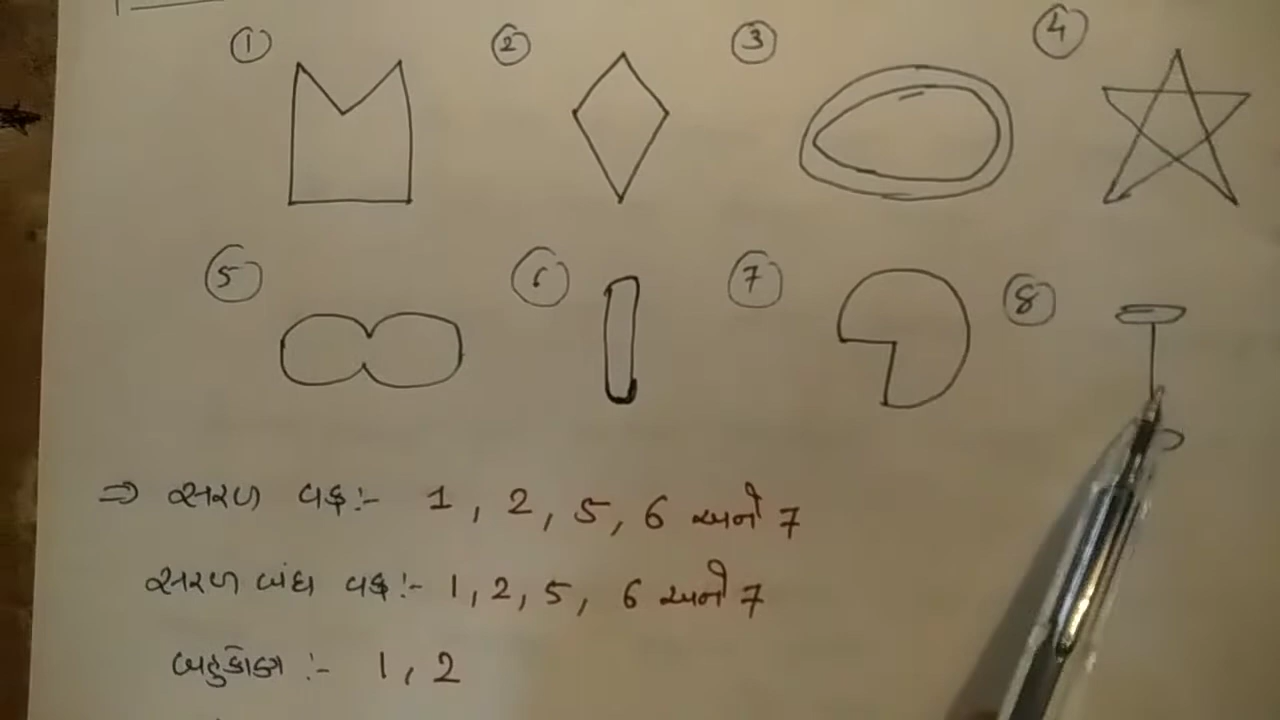 1 2 3 4
5 6 7 8
⇒ સરળ વક્ર :- 1, 2, 5, 6 અને 7
સરળ બંધ વક્ર :- 1, 2, 5, 6 અને 7
બહુકોણ :- 1, 2